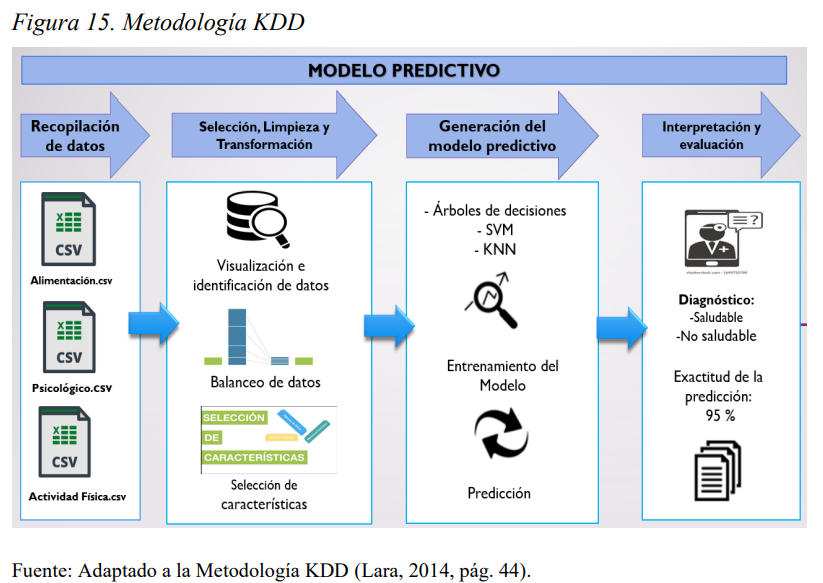 Figura 15. Metodología KDD
MODELO PREDICTIVO
Recopilación
de datos
Selección, Limpieza y
Transformación
Generación del
modelo predictivo
Interpretación y
evaluación
X
CSV
Alimentación.csv
X
CSV
Psicológico.CSV
X
CSV
Actividad Física.csv
Visualización e
identificación de datos
Balanceo de datos
SELECCIÓN
DE
CARACTERÍSTICAS
Selección de
características
- Árboles de decisiones
- SVM
- KNN
Entrenamiento del
Modelo
Predicción
?
Diagnóstico:
-Saludable
-No saludable
Exactitud de la
predicción:
95 %
Fuente: Adaptado a la Metodología KDD (Lara, 2014, pág. 44).